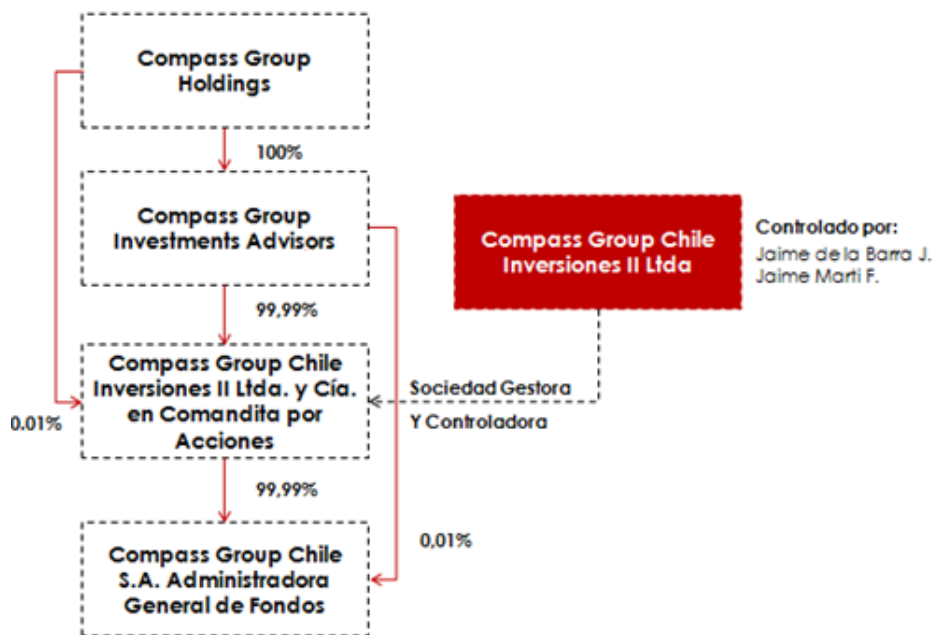 Compass Group
Holdings
100%
Compass Group
Investments Advisors
99,99%
Compass Group Chile
Inversiones II Ltda. y Cía.
en Comandita por
Acciones
0.01%
99,99%
Compass Group Chile
S.A. Administradora
General de Fondos
0,01%
Compass Group Chile
Inversiones II Ltda
Controlado por:
Jaime de la Barra J.
Jaime Marti F.
Sociedad Gestora
Y Controladora